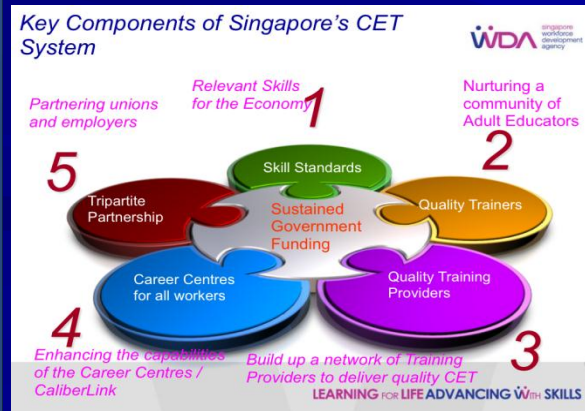 Key Components of Singapore's CET
System
WDA
singapore
workforce
development
agency
Relevant Skills
for the Economy
1
Skill Standards
Nurturing a
community of
Adult Educators
2
Quality Trainers
Build up a network of Training
Providers to deliver quality CET
3
Quality Training
Providers
4
Enhancing the capabilities
of the Career Centres /
CaliberLink
Career Centres
for all workers
Partnering unions
and employers
5
Tripartite
Partnership
Sustained
Government
Funding
LEARNING FOR LIFE ADVANCING WITH SKILLS